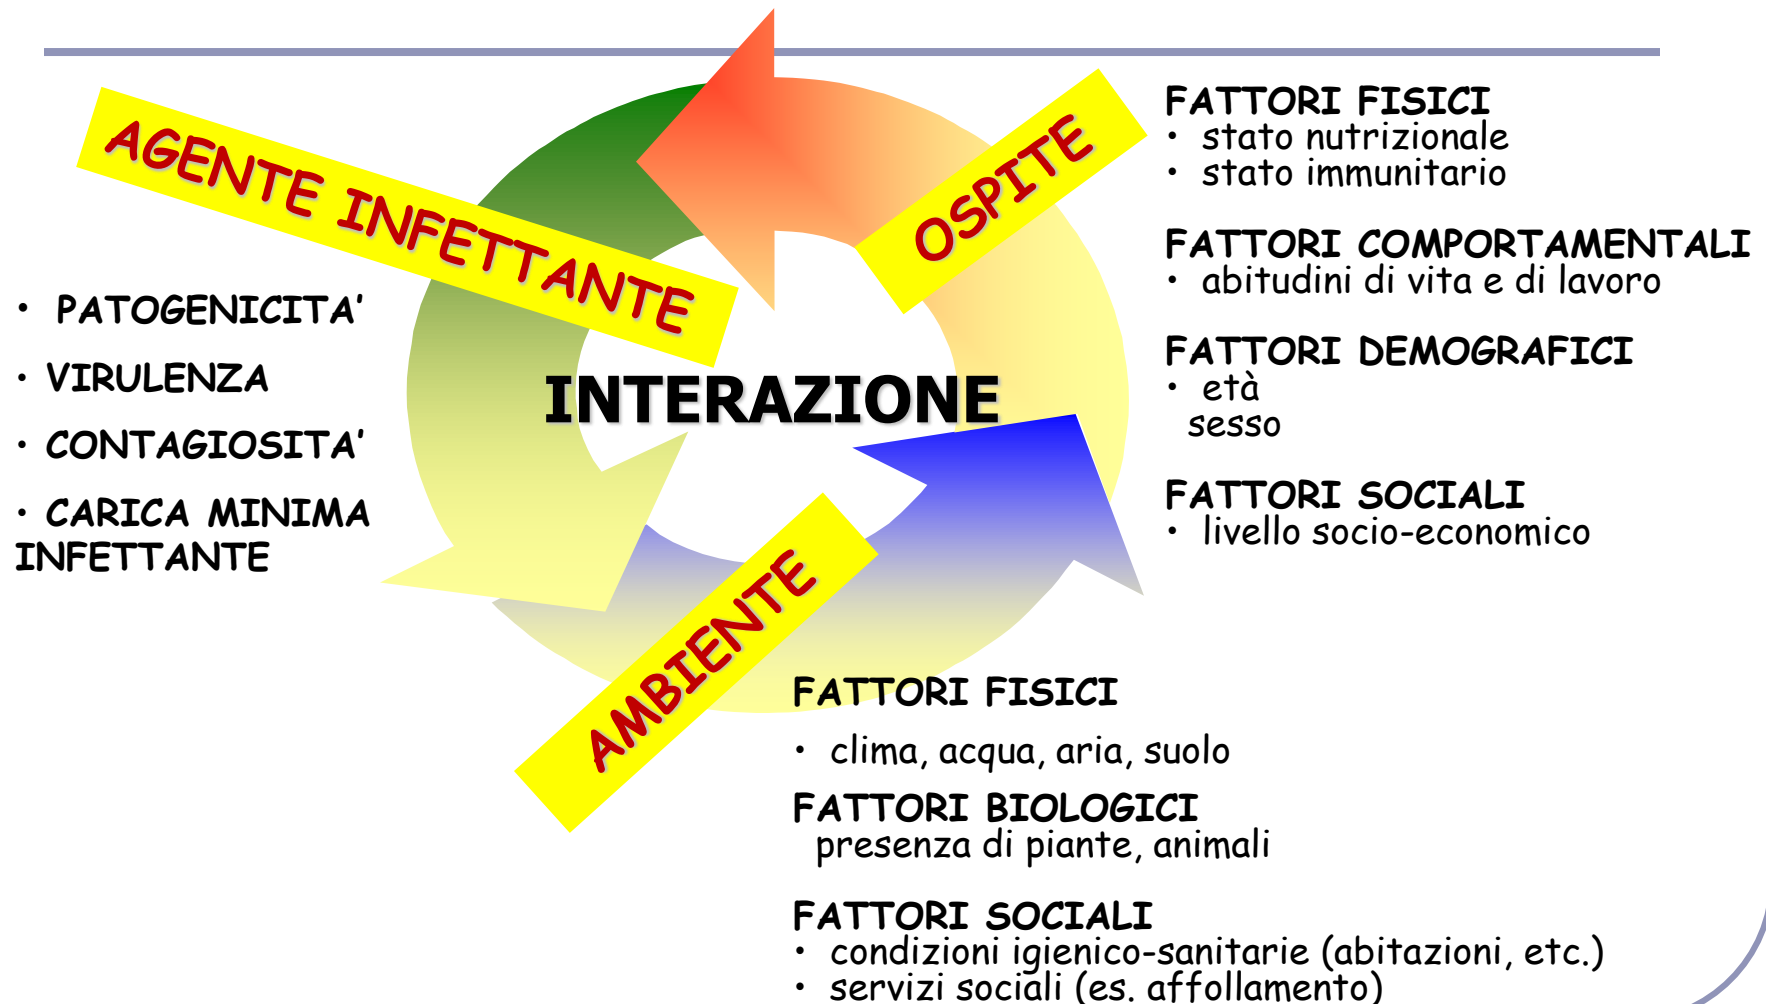 AGENTE INFETTANTE
• PATOGENICITA’
• VIRULENZA
• CONTAGIOSITA’
• CARICA MINIMA
INFETTANTE
INTERAZIONE
OSPITE
FATTORI FISICI
• stato nutrizionale
• stato immunitario
FATTORI COMPORTAMENTALI
• abitudini di vita e di lavoro
FATTORI DEMOGRAFICI
• età
sesso
FATTORI SOCIALI
• livello socio-economico
AMBIENTE
FATTORI FISICI
• clima, acqua, aria, suolo
FATTORI BIOLOGICI
presenza di piante, animali
FATTORI SOCIALI
• condizioni igienico-sanitarie (abitazioni, etc.)
• servizi sociali (es. affollamento)